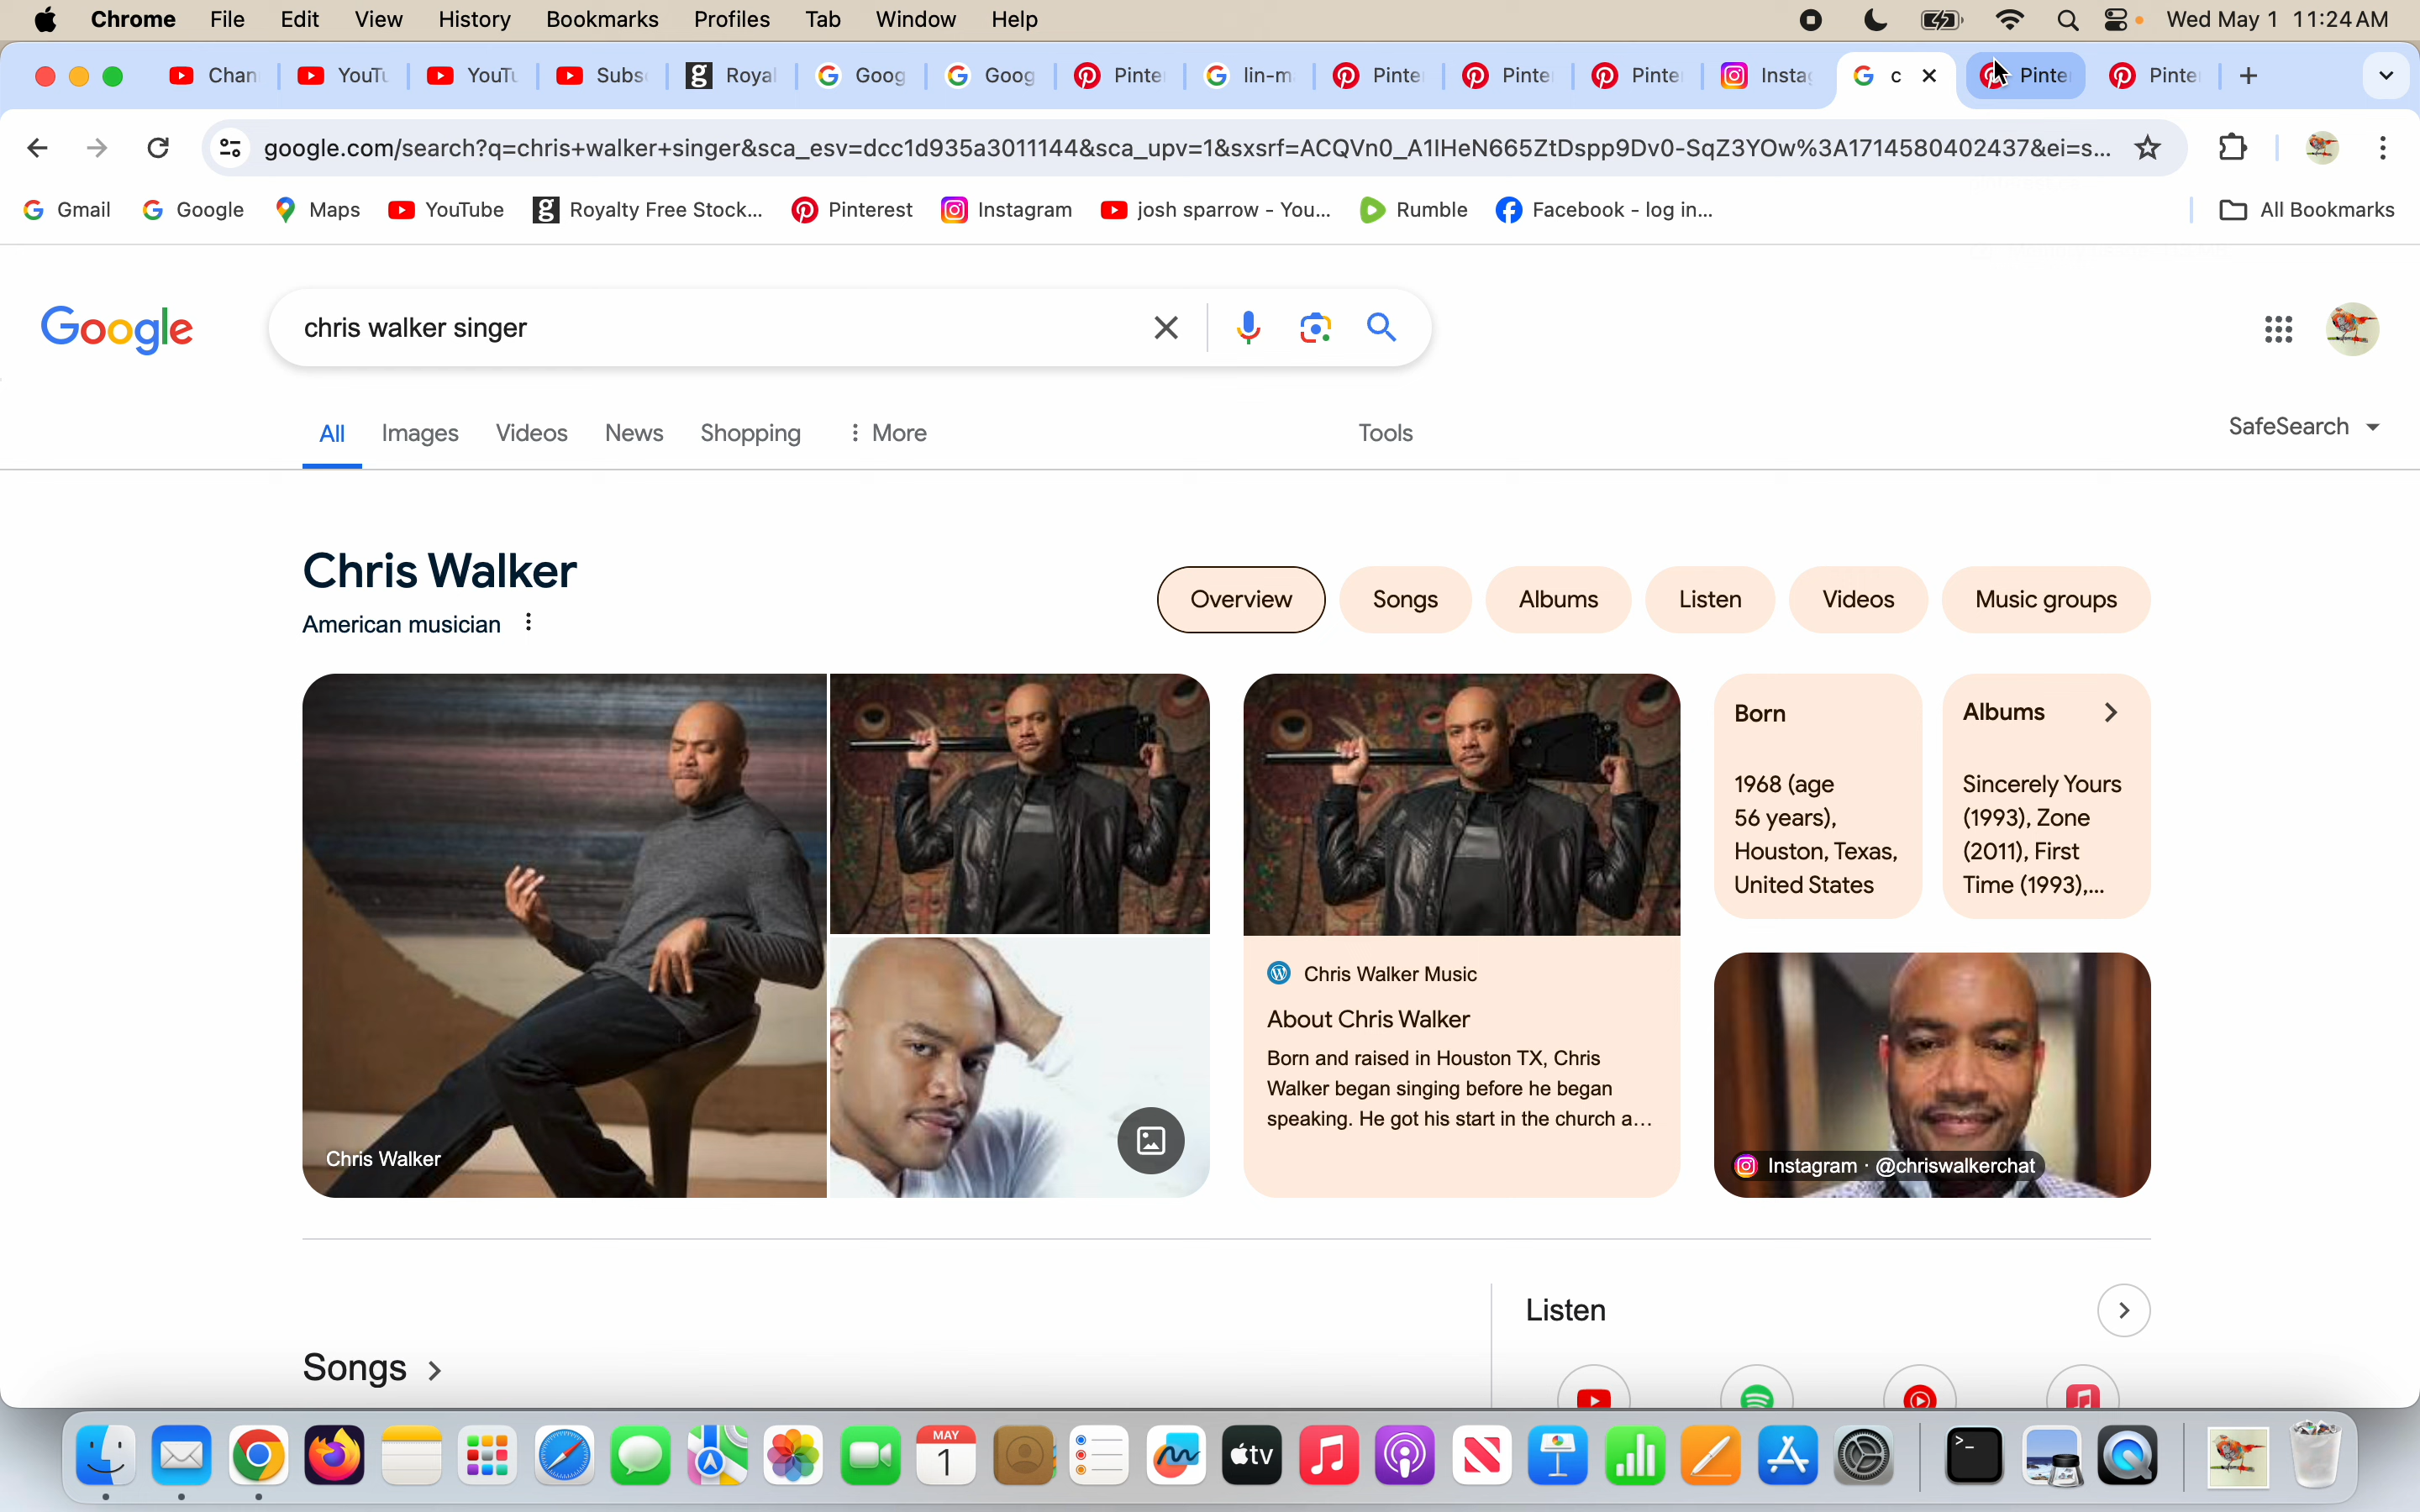 Chrome File Edit View History Bookmarks Profiles Tab Window Help Wed May 1 11:24 AM
Chan YouTu YouTu Subs Royal Goog Goog Pinte lin-m Pinte Pinte Pinte Insta c Pinte Pinte
google.com/search?q=chris+walker+singer&sca_esv=dcc1d935a3011144&sca_upv=1&sxsrf=ACQVn0_A1IHeN665ZtDspp9Dv0-SqZ3YOw%3A1714580402437&ei=s...
Gmail Google Maps YouTube Royalty Free Stock... Pinterest Instagram josh sparrow - You... Rumble Facebook - log in... All Bookmarks
Google chris walker singer
All Images Videos News Shopping More Tools SafeSearch
Chris Walker
American musician
Overview Songs Albums Listen Videos Music groups
Chris Walker
Chris Walker Music
About Chris Walker
Born and raised in Houston TX, Chris
Walker began singing before he began
speaking. He got his start in the church a...
Born
1968 (age
56 years),
Houston, Texas,
United States
Albums
Sincerely Yours
(1993), Zone
(2011), First
Time (1993),...
Instagram · @chriswalkerchat
Songs
Listen
MAY
1
tv